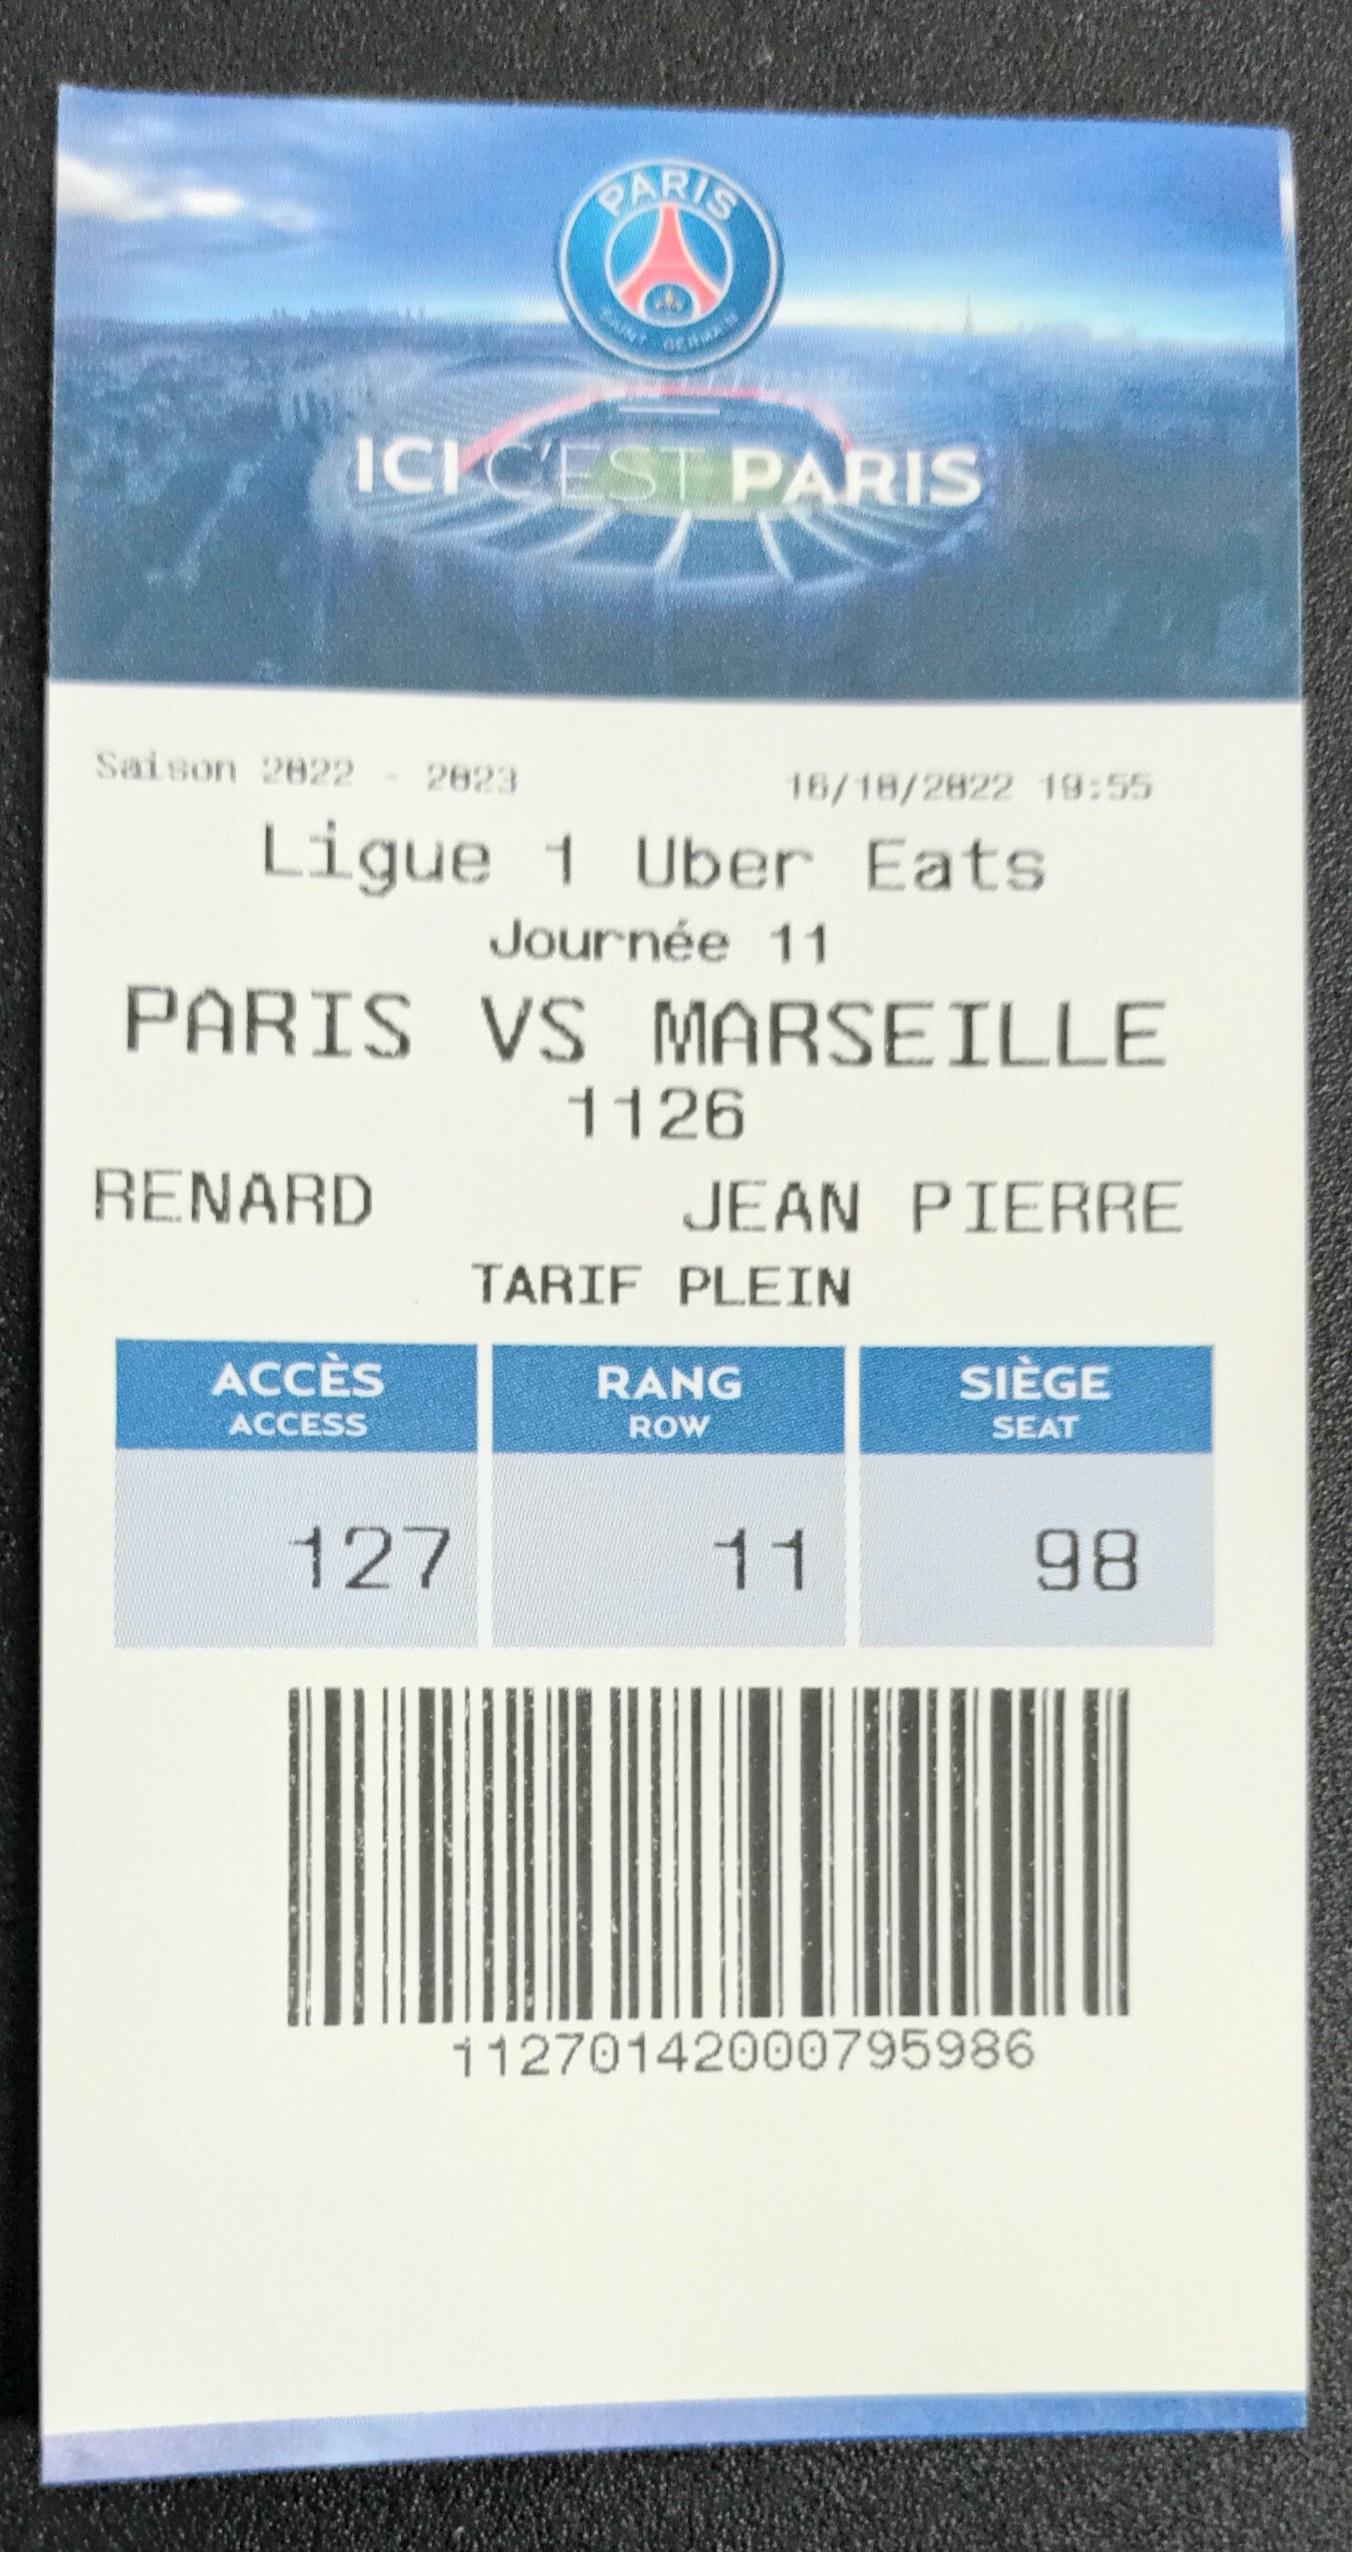 PARIS
SAINT - GERMAIN
ICI C'EST PARIS
Saison 2022 - 2023 16/10/2022 19:55
Ligue 1 Uber Eats
Journée 11
PARIS VS MARSEILLE
1126
RENARD JEAN PIERRE
TARIF PLEIN
ACCÈS RANG SIÈGE
ACCESS ROW SEAT
127 11 98
11270142000795986